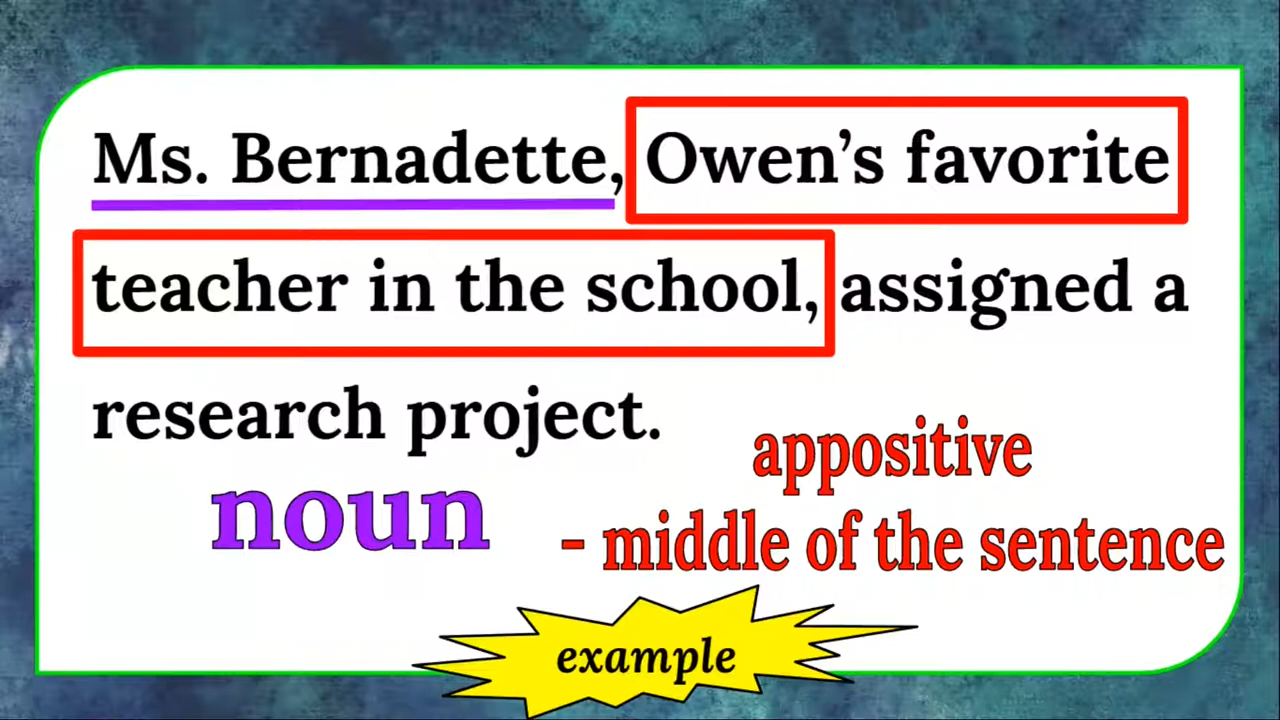 Ms. Bernadette, Owen’s favorite
teacher in the school, assigned a
research project.
noun
appositive
- middle of the sentence
example